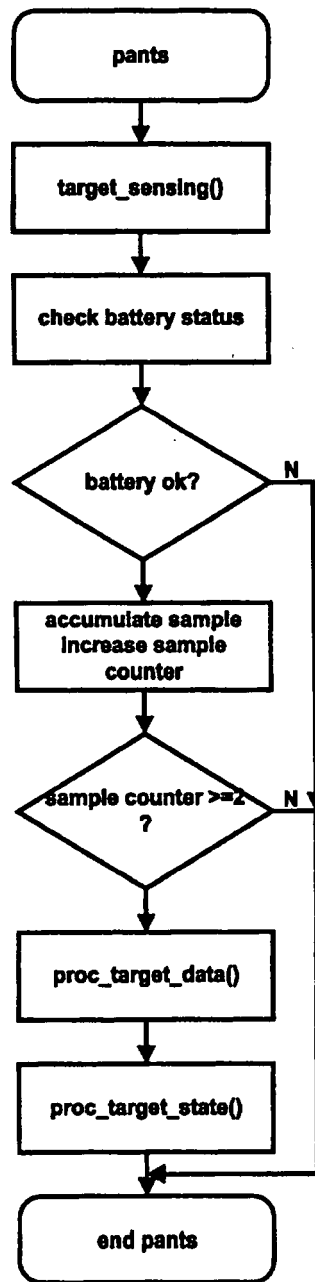 pants
target_sensing()
check battery status
battery ok?
N
accumulate sample
increase sample
counter
sample counter >=2
?
N
proc_target_data()
proc_target_state()
end pants